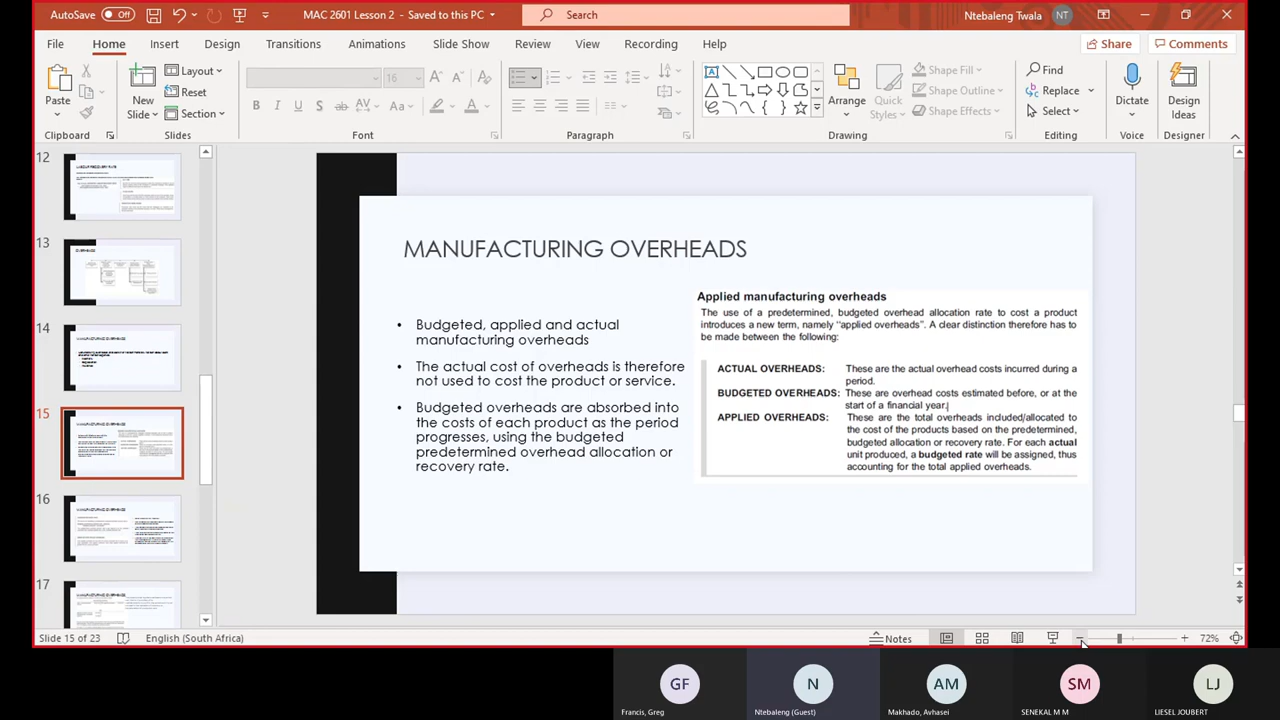 AutoSave Off MAC 2601 Lesson 2 - Saved to this PC Search Ntebaleng Twala NT
File Home Insert Design Transitions Animations Slide Show Review View Recording Help Share Comments
Paste
New
Slide
Layout
Reset
Section
16
B I U S ab AV Aa A
Arrange
Quick
Styles
Shape Fill
Shape Outline
Shape Effects
Find
Replace
Select
Dictate
Design
Ideas
Clipboard Slides Font Paragraph Drawing Editing Voice Designer
12
13
14
15
16
17
MANUFACTURING OVERHEADS
• Budgeted, applied and actual
manufacturing overheads
• The actual cost of overheads is therefore
not used to cost the product or service.
• Budgeted overheads are absorbed into
the costs of each product as the period
progresses, using the budgeted
predetermined overhead allocation or
recovery rate.
Applied manufacturing overheads
The use of a predetermined, budgeted overhead allocation rate to cost a product
introduces a new term, namely "applied overheads". A clear distinction therefore has to
be made between the following:
ACTUAL OVERHEADS: These are the actual overhead costs incurred during a
period.
BUDGETED OVERHEADS: These are overhead costs estimated before, or at the
start of a financial year.
APPLIED OVERHEADS: These are the total overheads included/allocated to
the cost of the products based on the predetermined,
budgeted allocation or recovery rate. For each actual
unit produced, a budgeted rate will be assigned, thus
accounting for the total applied overheads.
Slide 15 of 23 English (South Africa) Notes 72%
GF N AM SM LJ
Francis, Greg Ntebaleng (Guest) Makhado, Avhasei SENEKAL M M LIESEL JOUBERT